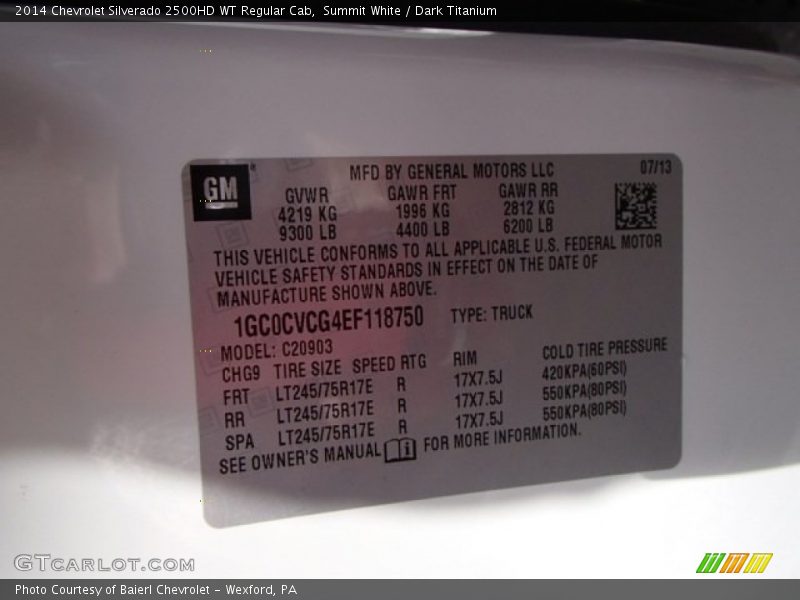 2014 Chevrolet Silverado 2500HD WT Regular Cab,  Summit White / Dark Titanium
GM
MFD BY GENERAL MOTORS LLC 07/13
GVWR GAWR FRT GAWR RR
4219 KG 1996 KG 2812 KG
9300 LB 4400 LB 6200 LB
THIS VEHICLE CONFORMS TO ALL APPLICABLE U.S. FEDERAL MOTOR
VEHICLE SAFETY STANDARDS IN EFFECT ON THE DATE OF
MANUFACTURE SHOWN ABOVE.
1GC0CVCG4EF118750 TYPE: TRUCK
MODEL: C20903
CHG9 TIRE SIZE SPEED RTG RIM COLD TIRE PRESSURE
FRT LT245/75R17E R 17X7.5J 420KPA(60PSI)
RR LT245/75R17E R 17X7.5J 550KPA(80PSI)
SPA LT245/75R17E R 17X7.5J 550KPA(80PSI)
SEE OWNER'S MANUAL i FOR MORE INFORMATION.
GTCARLOT.COM
Photo Courtesy of Baierl Chevrolet - Wexford, PA